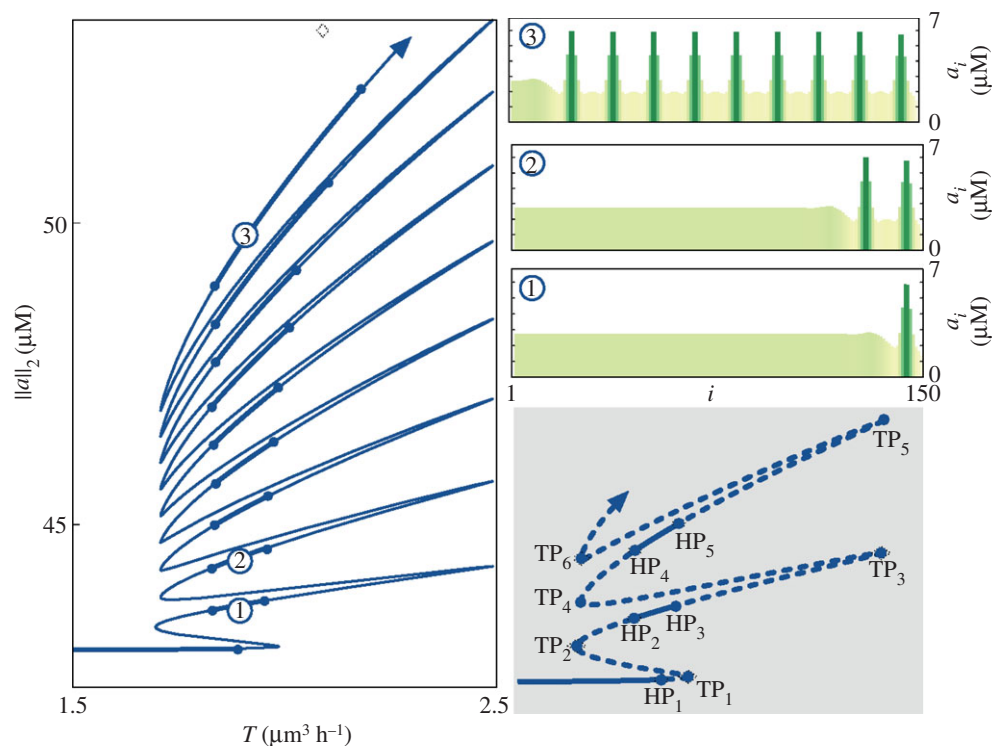 50
45
||a||₂ (µM)
1.5
2.5
T (µm³ h⁻¹)
3
2
1
3
7
0
aᵢ
(µM)
2
7
0
aᵢ
(µM)
1
7
0
aᵢ
(µM)
1
i
150
TP₅
HP₅
TP₆
HP₄
TP₃
TP₄
HP₃
HP₂
TP₂
HP₁
TP₁